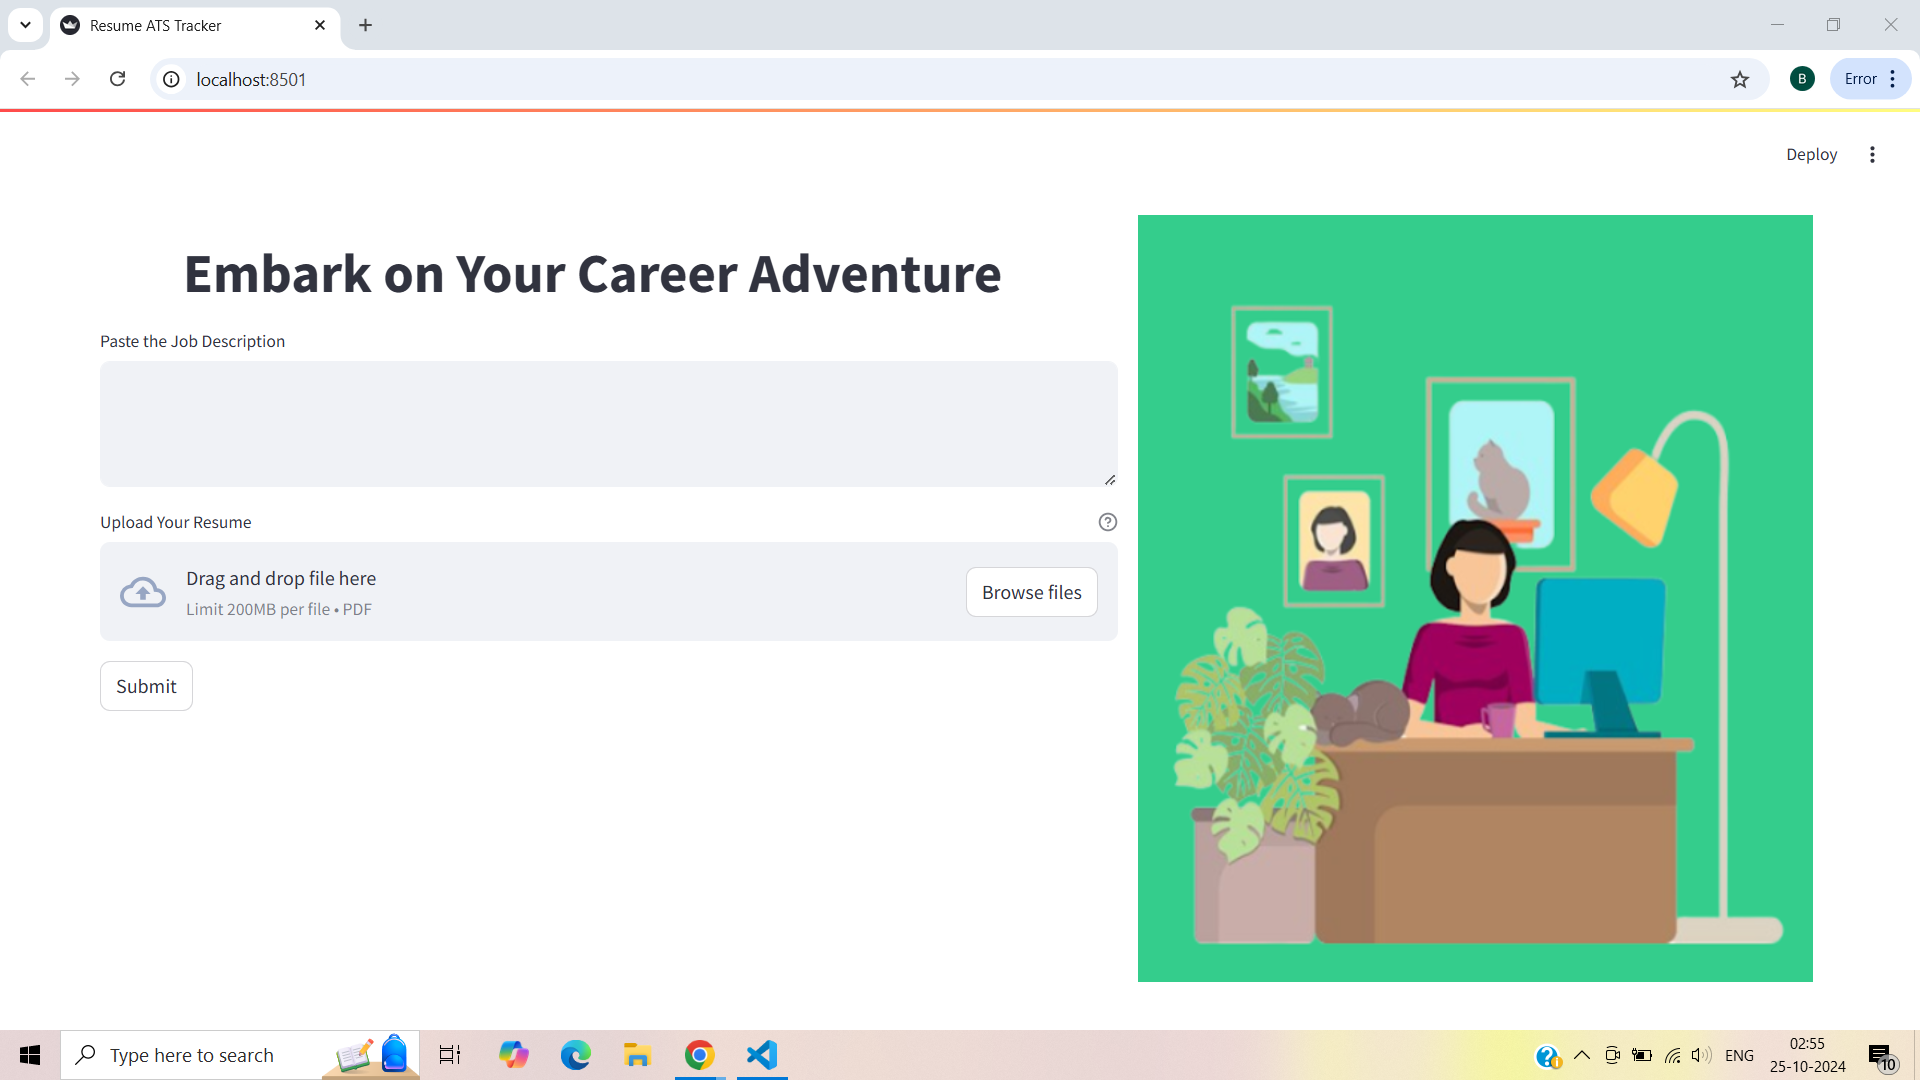 Resume ATS Tracker
localhost:8501
B
Error
Deploy
Embark on Your Career Adventure
Paste the Job Description
Upload Your Resume
Drag and drop file here
Limit 200MB per file • PDF
Browse files
Submit
Type here to search
ENG
02:55
25-10-2024
10